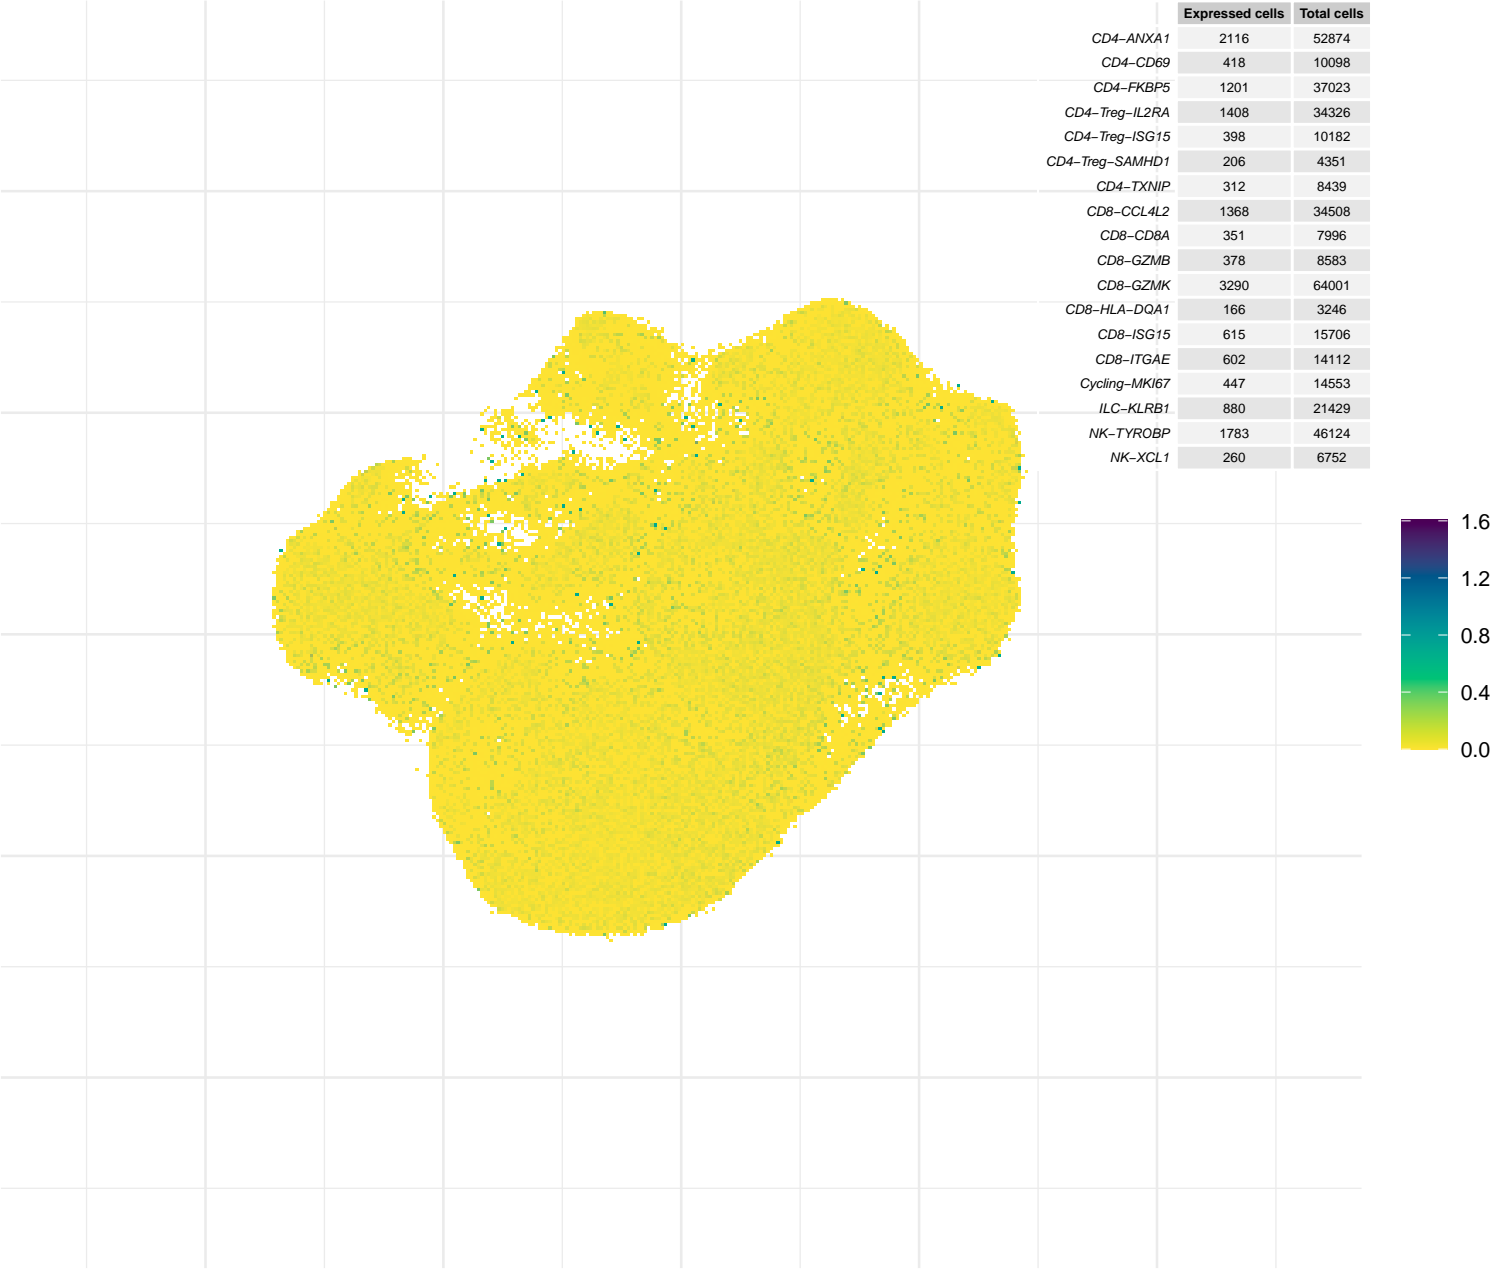 Expressed cells Total cells
CD4−ANXA1 2116 52874
CD4−CD69 418 10098
CD4−FKBP5 1201 37023
CD4−Treg−IL2RA 1408 34326
CD4−Treg−ISG15 398 10182
CD4−Treg−SAMHD1 206 4351
CD4−TXNIP 312 8439
CD8−CCL4L2 1368 34508
CD8−CD8A 351 7996
CD8−GZMB 378 8583
CD8−GZMK 3290 64001
CD8−HLA−DQA1 166 3246
CD8−ISG15 615 15706
CD8−ITGAE 602 14112
Cycling−MKI67 447 14553
ILC−KLRB1 880 21429
NK−TYROBP 1783 46124
NK−XCL1 260 6752
1.6
1.2
0.8
0.4
0.0